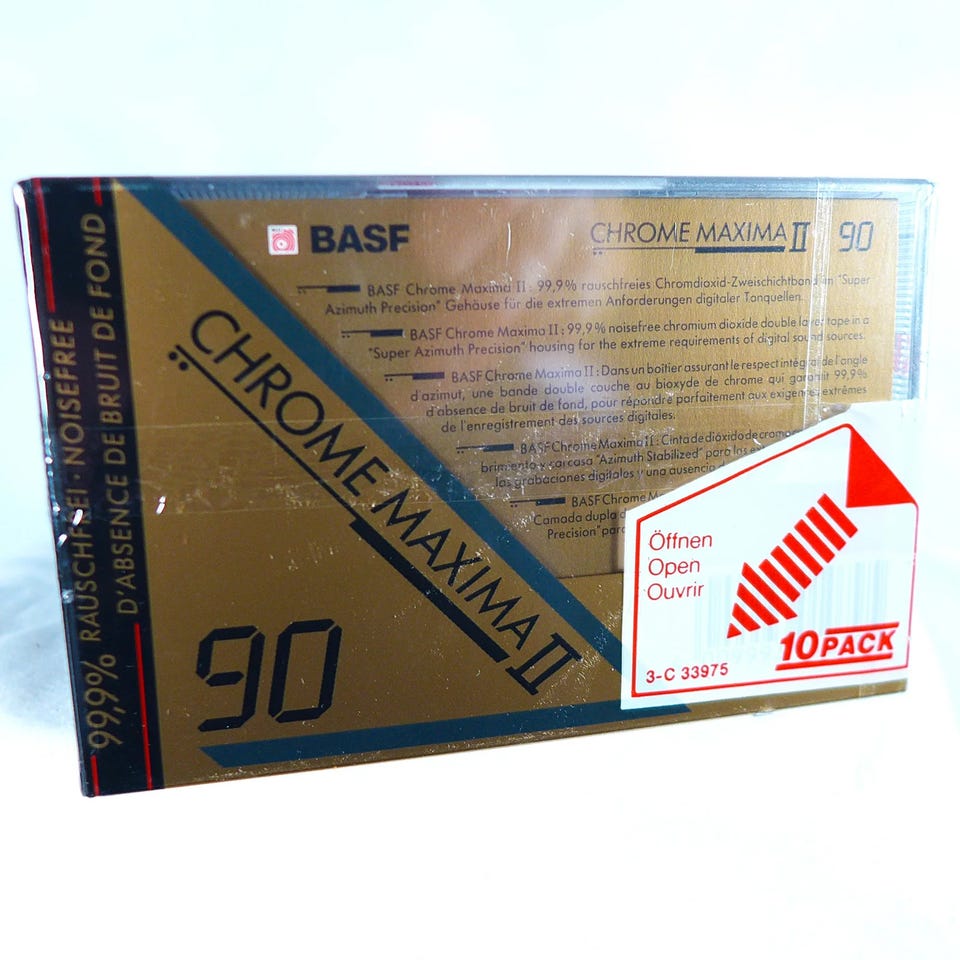 99,9% RAUSCHFREI · NOISEFREE
D'ABSENCE DE BRUIT DE FOND
BASF
CHROME MAXIMA II 90
BASF Chrome Maxima II: 99,9% rauschfreies Chromdioxid-Zweischichtband im "Super
Azimuth Precision" Gehäuse für die extremen Anforderungen digitaler Tonquellen.
BASF Chrome Maxima II: 99,9% noisefree chromium dioxide double layer tape in a
"Super Azimuth Precision" housing for the extreme requirements of digital sound sources.
BASF Chrome Maxima II: Dans un boîtier assurant le respect intégral de l'angle
d'azimut, une bande double couche au bioxyde de chrome qui garantit 99,9%
d'absence de bruit de fond, pour répondre parfaitement aux exigences extrêmes
de l'enregistrement des sources digitales.
BASF Chrome Maxima II: Cinta de dióxido de cromo
y carcasa "Azimuth Stabilized" para las
las grabaciones digitales y una ausencia
BASF Chrome
Camada dupla
Precision" para
CHROME MAXIMA II
90
Öffnen
Open
Ouvrir
10 PACK
3-C 33975